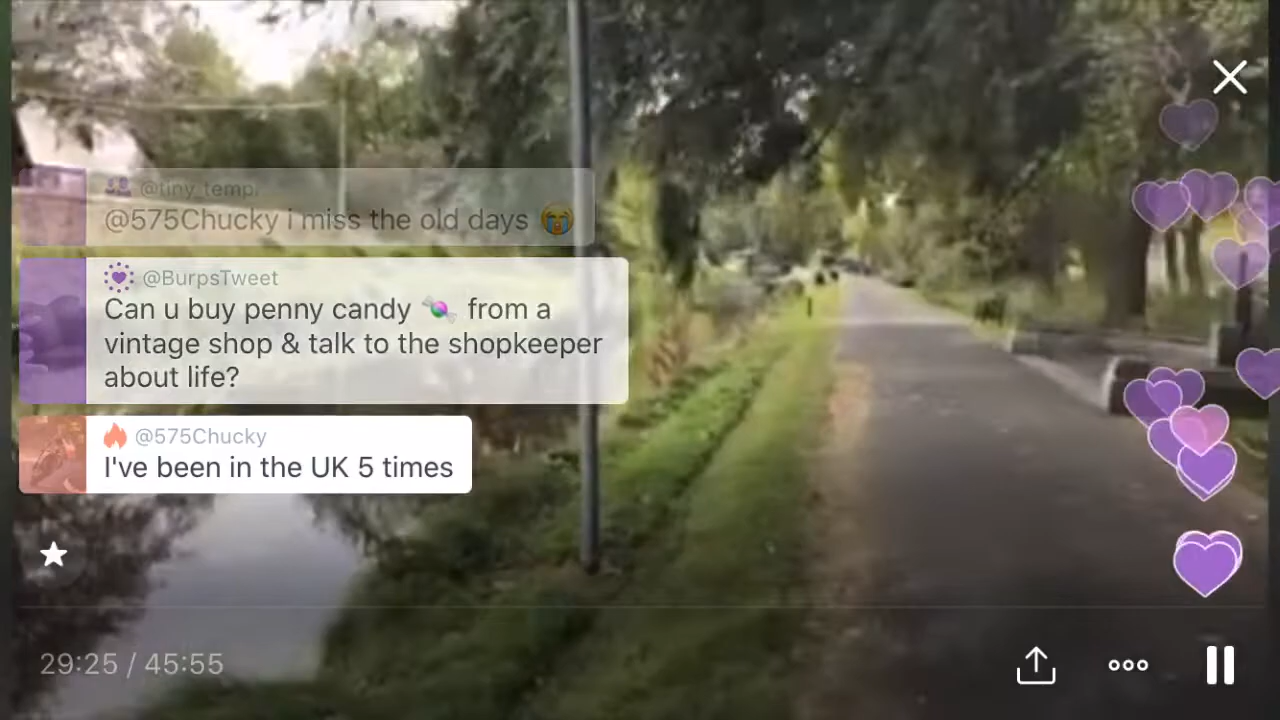 @tiny_tempi
@575Chucky i miss the old days 😭
@BurpsTweet
Can u buy penny candy 🍬 from a
vintage shop & talk to the shopkeeper
about life?
@575Chucky
I've been in the UK 5 times
29:25 / 45:55